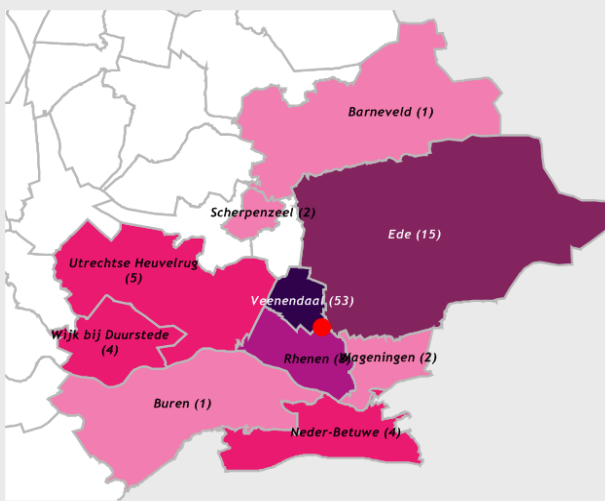 Barneveld (1)
Scherpenzeel (2)
Ede (15)
Utrechtse Heuvelrug
(5)
Veenendaal (53)
Wijk bij Duurstede
(4)
Rhenen
Wageningen (2)
Buren (1)
Neder-Betuwe (4)